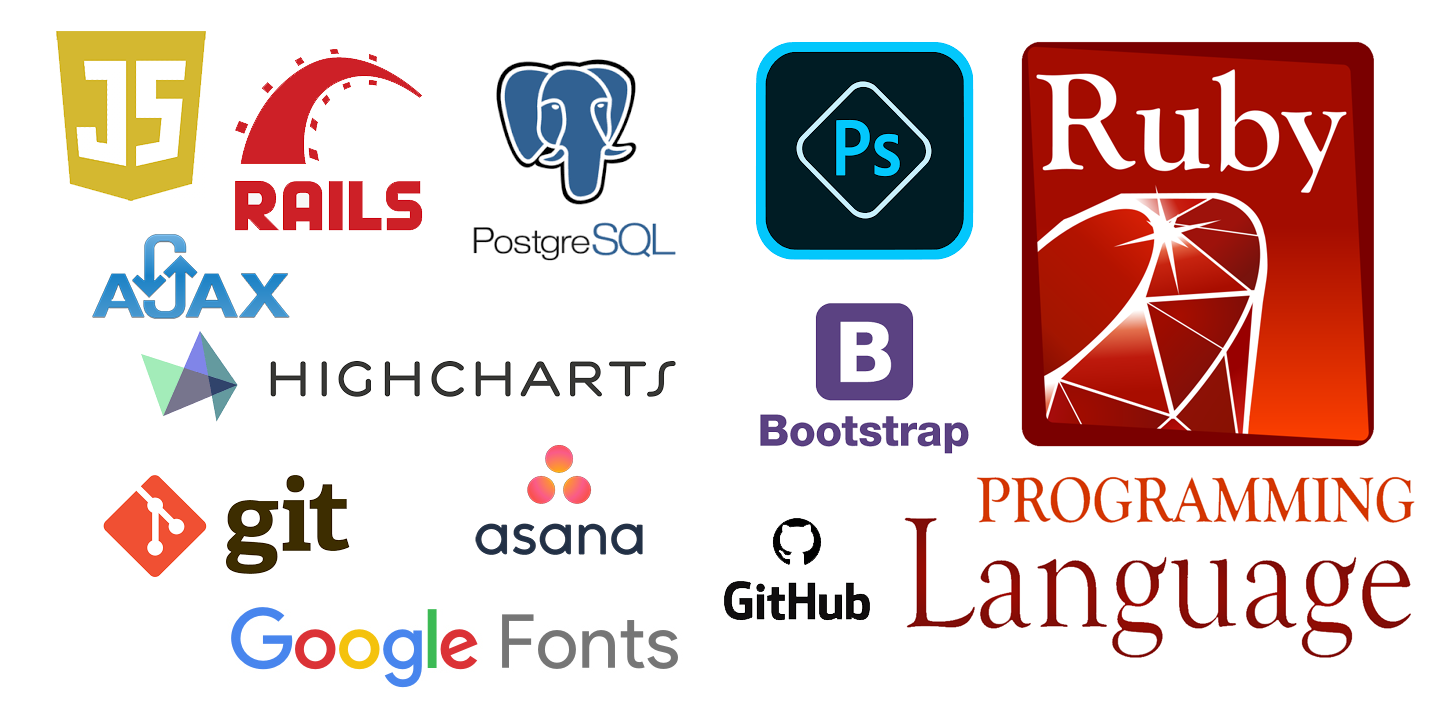 JS
RAILS
PostgreSQL
Ps
Ruby
AJAX
HIGHCHARTS
B
Bootstrap
git
asana
PROGRAMMING
Language
GitHub
Google Fonts